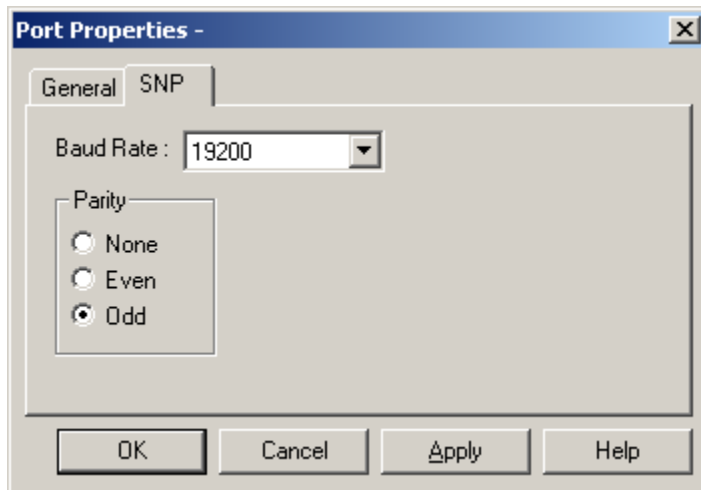 Port Properties -
General SNP
Baud Rate : 19200
Parity
None
Even
Odd
OK Cancel Apply Help